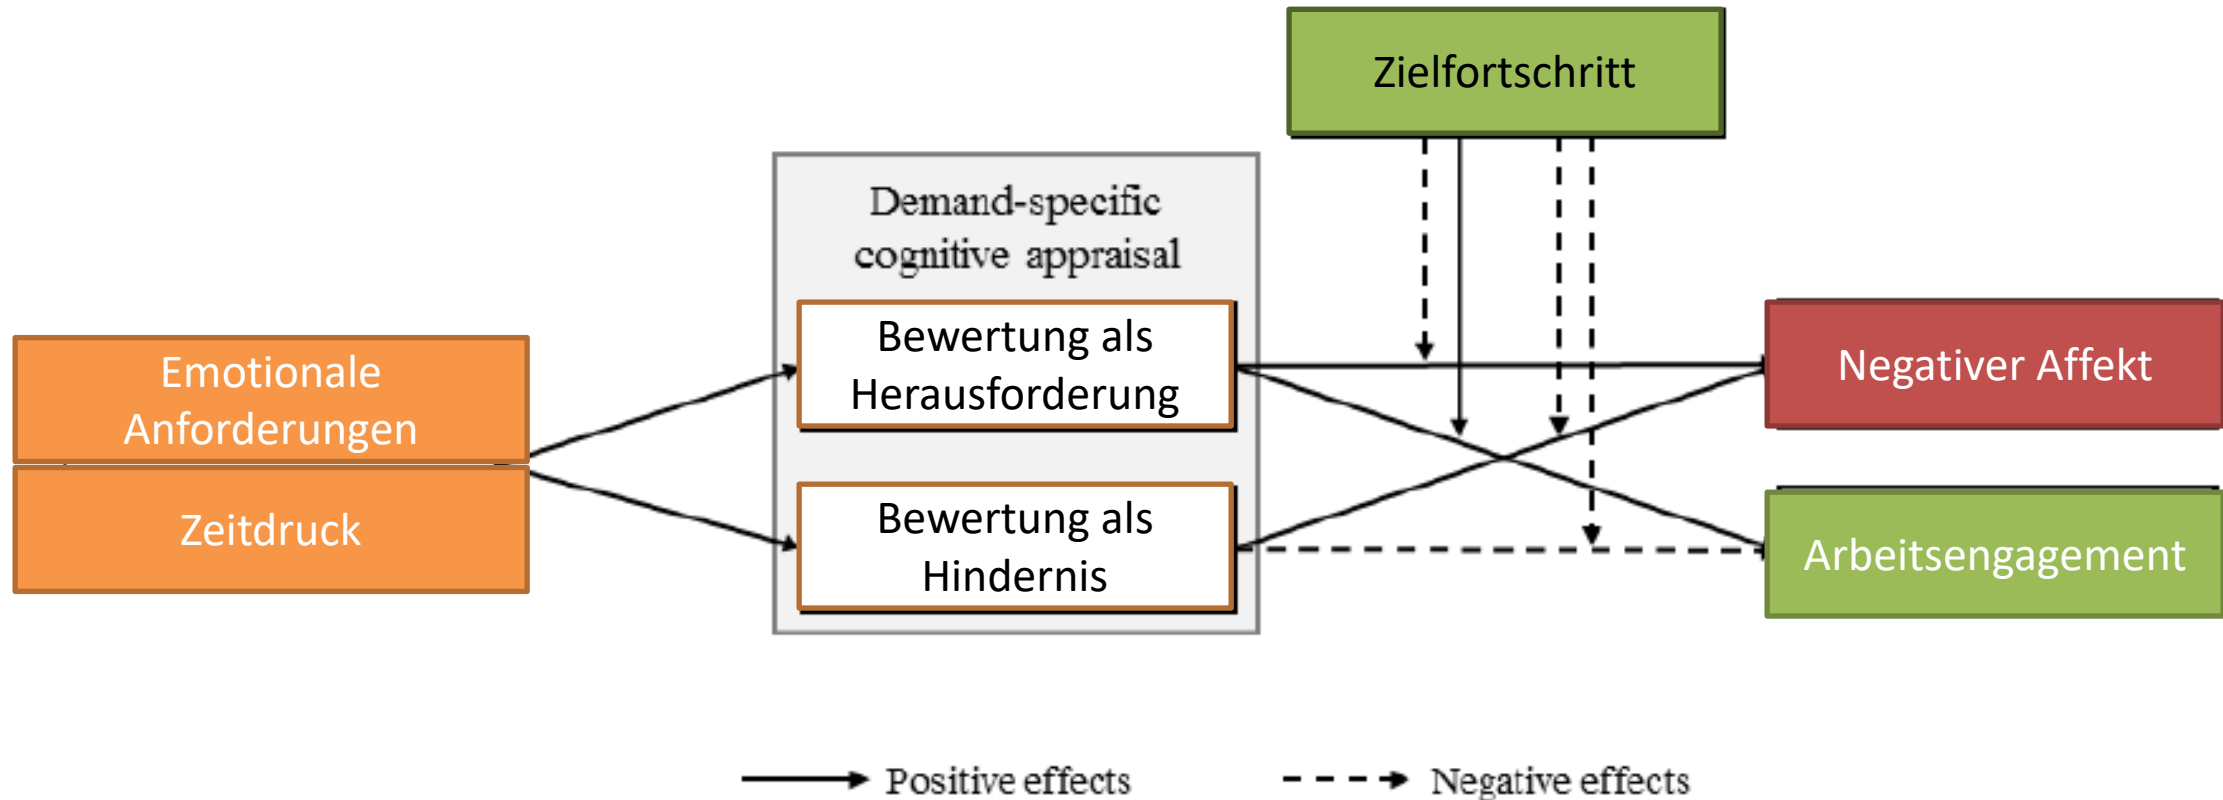 Zielfortschritt
Demand-specific
cognitive appraisal
Bewertung als
Herausforderung
Emotionale
Anforderungen
Negativer Affekt
Bewertung als
Hindernis
Zeitdruck
Arbeitsengagement
Positive effects
Negative effects